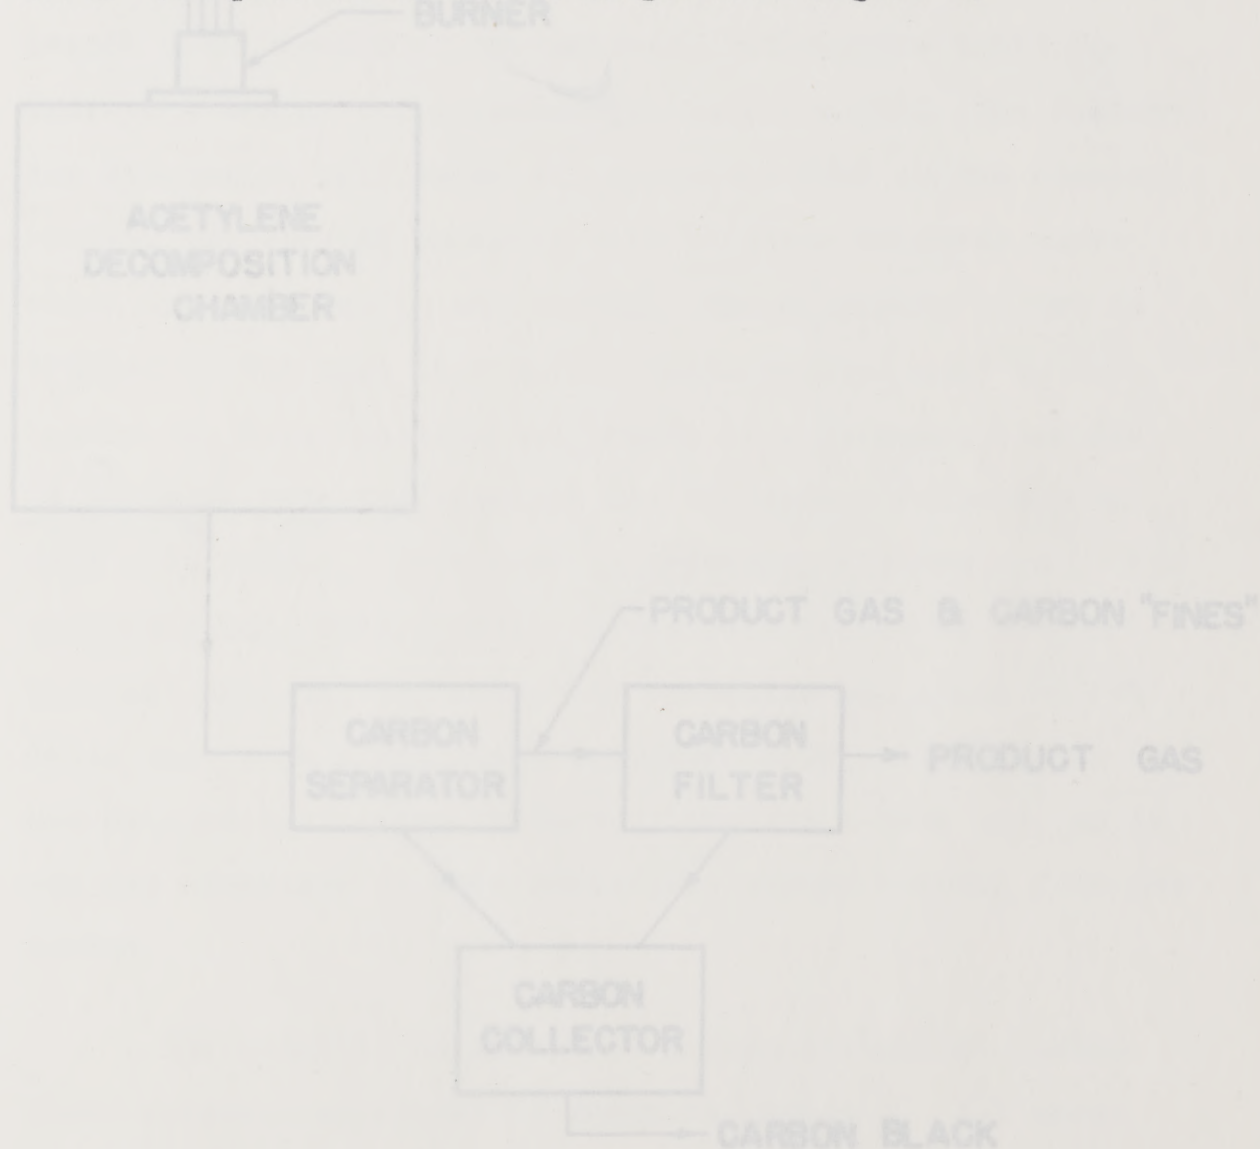 BURNER
ACETYLENE
DECOMPOSITION
CHAMBER
PRODUCT GAS & CARBON "FINES"
CARBON
SEPARATOR
CARBON
FILTER
PRODUCT GAS
CARBON
COLLECTOR
CARBON BLACK